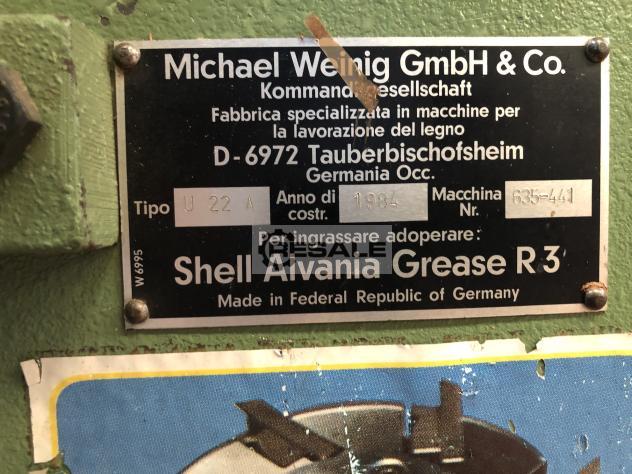 Michael Weinig GmbH & Co.
Kommanditgesellschaft
Fabbrica specializzata in macchine per
la lavorazione del legno
D-6972 Tauberbischofsheim
Germania Occ.
Tipo U 22 A Anno di costr. 1984 Macchina Nr. 635-441
Per ingrassare adoperare:
RESALE
Shell Alvania Grease R3
Made in Federal Republic of Germany
W 6995